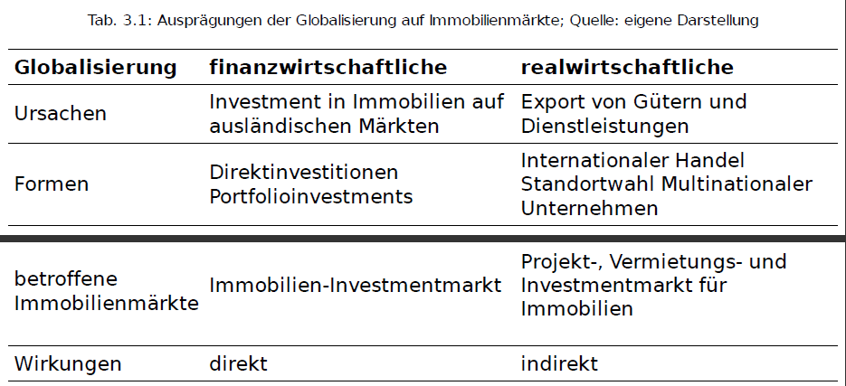 Tab. 3.1: Ausprägungen der Globalisierung auf Immobilienmärkte; Quelle: eigene Darstellung
Globalisierung finanzwirtschaftliche realwirtschaftliche
Ursachen
Investment in Immobilien auf
ausländischen Märkten
Export von Gütern und
Dienstleistungen
Formen
Direktinvestitionen
Portfolioinvestments
Internationaler Handel
Standortwahl Multinationaler
Unternehmen
betroffene
Immobilienmärkte
Immobilien-Investmentmarkt
Projekt-, Vermietungs- und
Investmentmarkt für
Immobilien
Wirkungen direkt indirekt